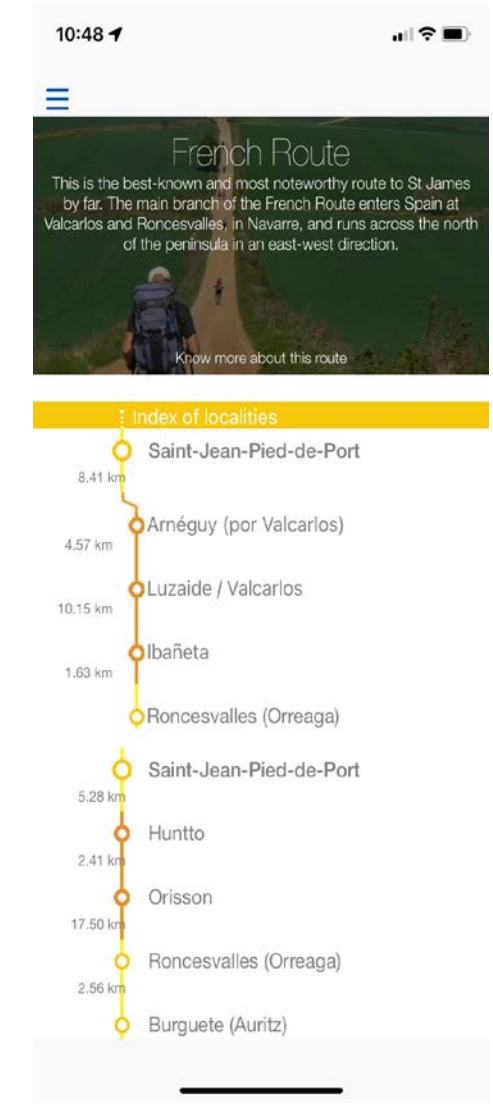 10:48
French Route
This is the best-known and most noteworthy route to St James
by far. The main branch of the French Route enters Spain at
Valcarlos and Roncesvalles, in Navarre, and runs across the north
of the peninsula in an east-west direction.
Know more about this route
Index of localities
Saint-Jean-Pied-de-Port
8.41 km
Arnéguy (por Valcarlos)
4.57 km
Luzaide / Valcarlos
10.15 km
Ibañeta
1.63 km
Roncesvalles (Orreaga)
Saint-Jean-Pied-de-Port
5.28 km
Huntto
2.41 km
Orisson
17.50 km
Roncesvalles (Orreaga)
2.56 km
Burguete (Auritz)